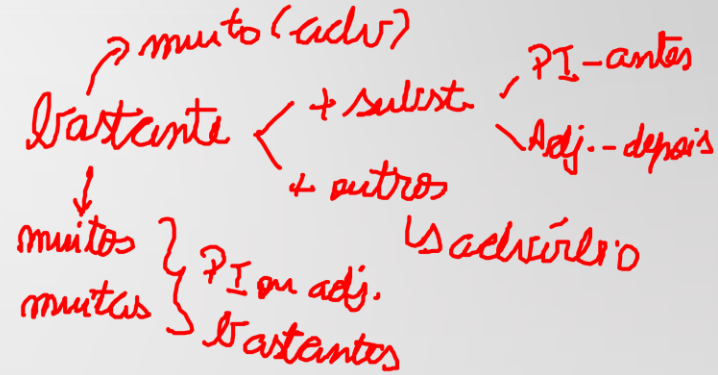 muito (adv)
bastante
+ subst.
PI - antes
Adj. - depois
+ outros
↳ advérbio
muitos
muitas
PI ou adj.
bastantes